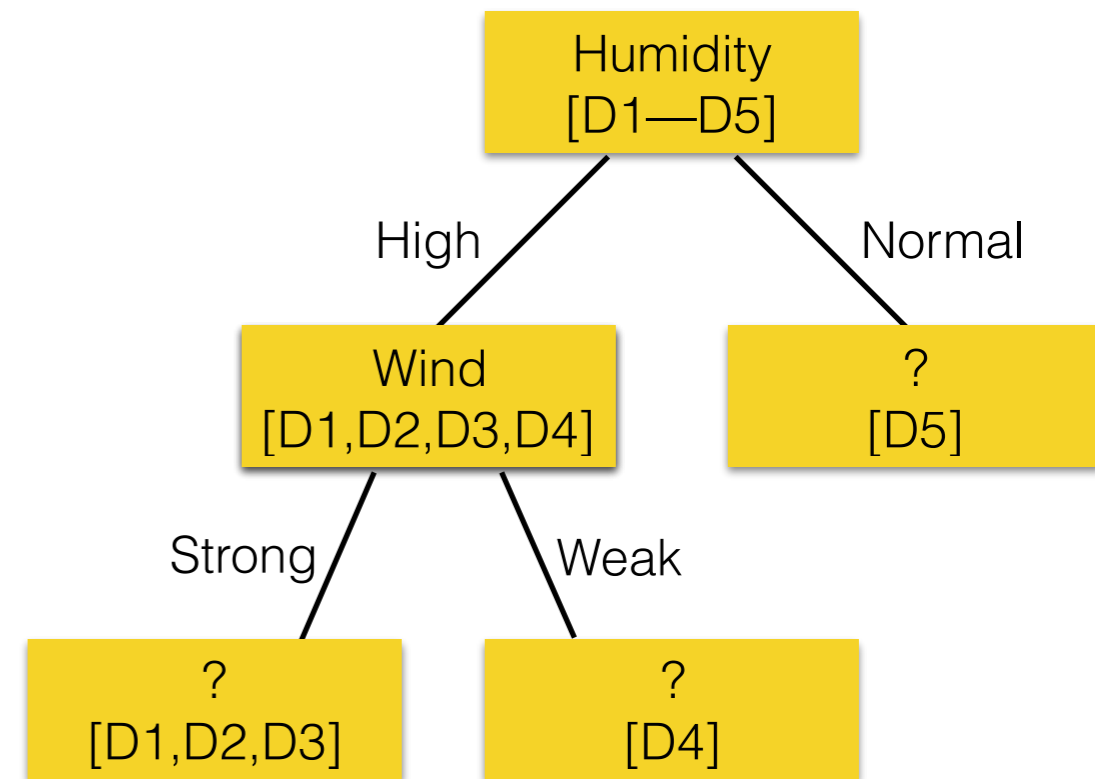 Humidity
[D1—D5]
High
Normal
Wind
[D1,D2,D3,D4]
?
[D5]
Strong
Weak
?
[D1,D2,D3]
?
[D4]